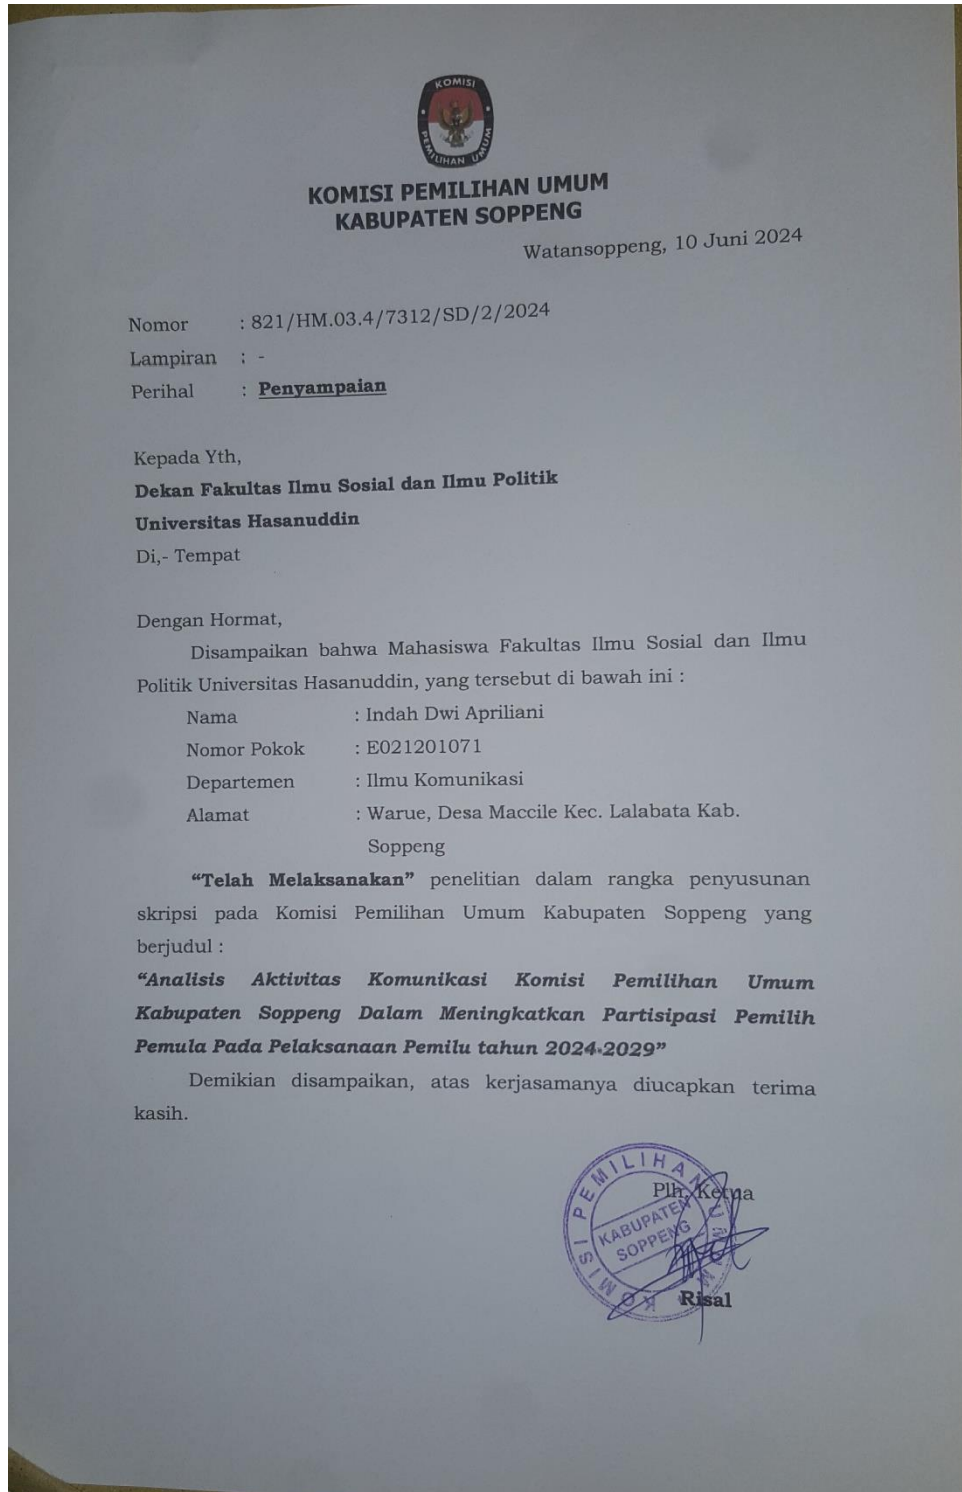 KOMISI
PEMILIHAN UMUM
KOMISI PEMILIHAN UMUM
KABUPATEN SOPPENG
Watansoppeng, 10 Juni 2024
Nomor : 821/HM.03.4/7312/SD/2/2024
Lampiran : -
Perihal : Penyampaian
Kepada Yth,
Dekan Fakultas Ilmu Sosial dan Ilmu Politik
Universitas Hasanuddin
Di,- Tempat
Dengan Hormat,
Disampaikan bahwa Mahasiswa Fakultas Ilmu Sosial dan Ilmu
Politik Universitas Hasanuddin, yang tersebut di bawah ini :
Nama : Indah Dwi Apriliani
Nomor Pokok : E021201071
Departemen : Ilmu Komunikasi
Alamat : Warue, Desa Maccile Kec. Lalabata Kab.
Soppeng
“Telah Melaksanakan” penelitian dalam rangka penyusunan
skripsi pada Komisi Pemilihan Umum Kabupaten Soppeng yang
berjudul :
“Analisis Aktivitas Komunikasi Komisi Pemilihan Umum
Kabupaten Soppeng Dalam Meningkatkan Partisipasi Pemilih
Pemula Pada Pelaksanaan Pemilu tahun 2024-2029”
Demikian disampaikan, atas kerjasamanya diucapkan terima
kasih.
Plh. Ketua
KOMISI PEMILIHAN UMUM
KABUPATEN
SOPPENG
Risal